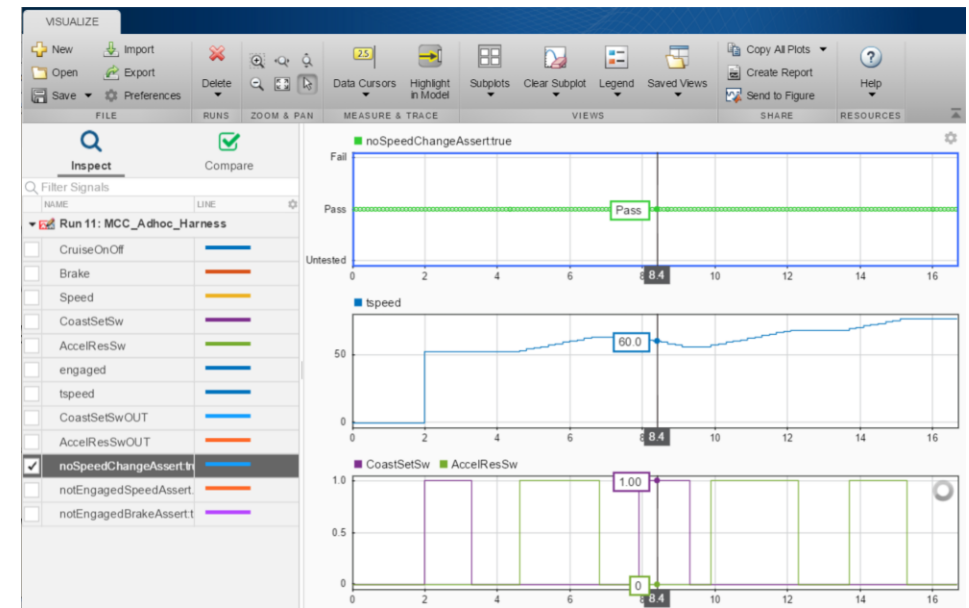 VISUALIZE
New Import
Open Export
Save Preferences
Delete
Data Cursors Highlight in Model
Subplots Clear Subplot Legend Saved Views
Copy All Plots
Create Report
Send to Figure
Help
FILE RUNS ZOOM & PAN MEASURE & TRACE VIEWS SHARE RESOURCES
Inspect Compare
Filter Signals
NAME LINE
Run 11: MCC_Adhoc_Harness
CruiseOnOff
Brake
Speed
CoastSetSw
AccelResSw
engaged
tspeed
CoastSetSwOUT
AccelResSwOUT
noSpeedChangeAssert:tr
notEngagedSpeedAssert.
notEngagedBrakeAssert:t
noSpeedChangeAssert:true
Fail
Pass Pass
Untested
0 2 4 6 8 8.4 10 12 14 16
tspeed
60.0
50
0
0 2 4 6 8 8.4 10 12 14 16
CoastSetSw AccelResSw
1.0 1.00
0.5
0 0
0 2 4 6 8 8.4 10 12 14 16